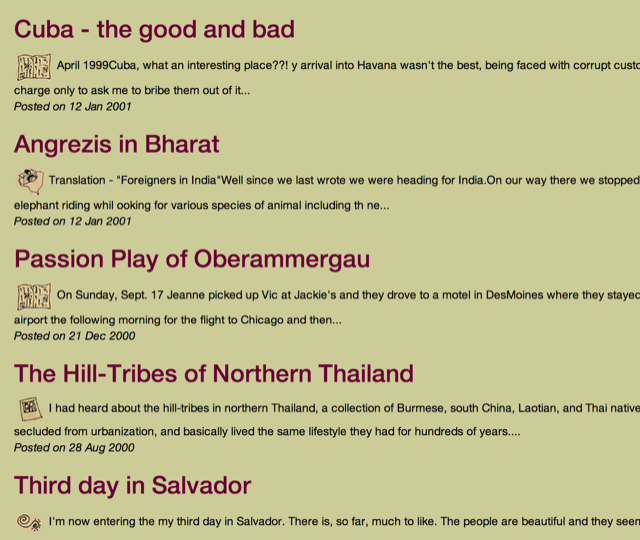 Cuba - the good and bad
April 1999Cuba, what an interesting place??! y arrival into Havana wasn't the best, being faced with corrupt custo
charge only to ask me to bribe them out of it...
Posted on 12 Jan 2001
Angrezis in Bharat
Translation - "Foreigners in India"Well since we last wrote we were heading for India.On our way there we stopped
elephant riding whil ooking for various species of animal including th ne...
Posted on 12 Jan 2001
Passion Play of Oberammergau
On Sunday, Sept. 17 Jeanne picked up Vic at Jackie's and they drove to a motel in DesMoines where they stayed
airport the following morning for the flight to Chicago and then...
Posted on 21 Dec 2000
The Hill-Tribes of Northern Thailand
I had heard about the hill-tribes in northern Thailand, a collection of Burmese, south China, Laotian, and Thai native
secluded from urbanization, and basically lived the same lifestyle they had for hundreds of years....
Posted on 28 Aug 2000
Third day in Salvador
I'm now entering the my third day in Salvador. There is, so far, much to like. The people are beautiful and they seem